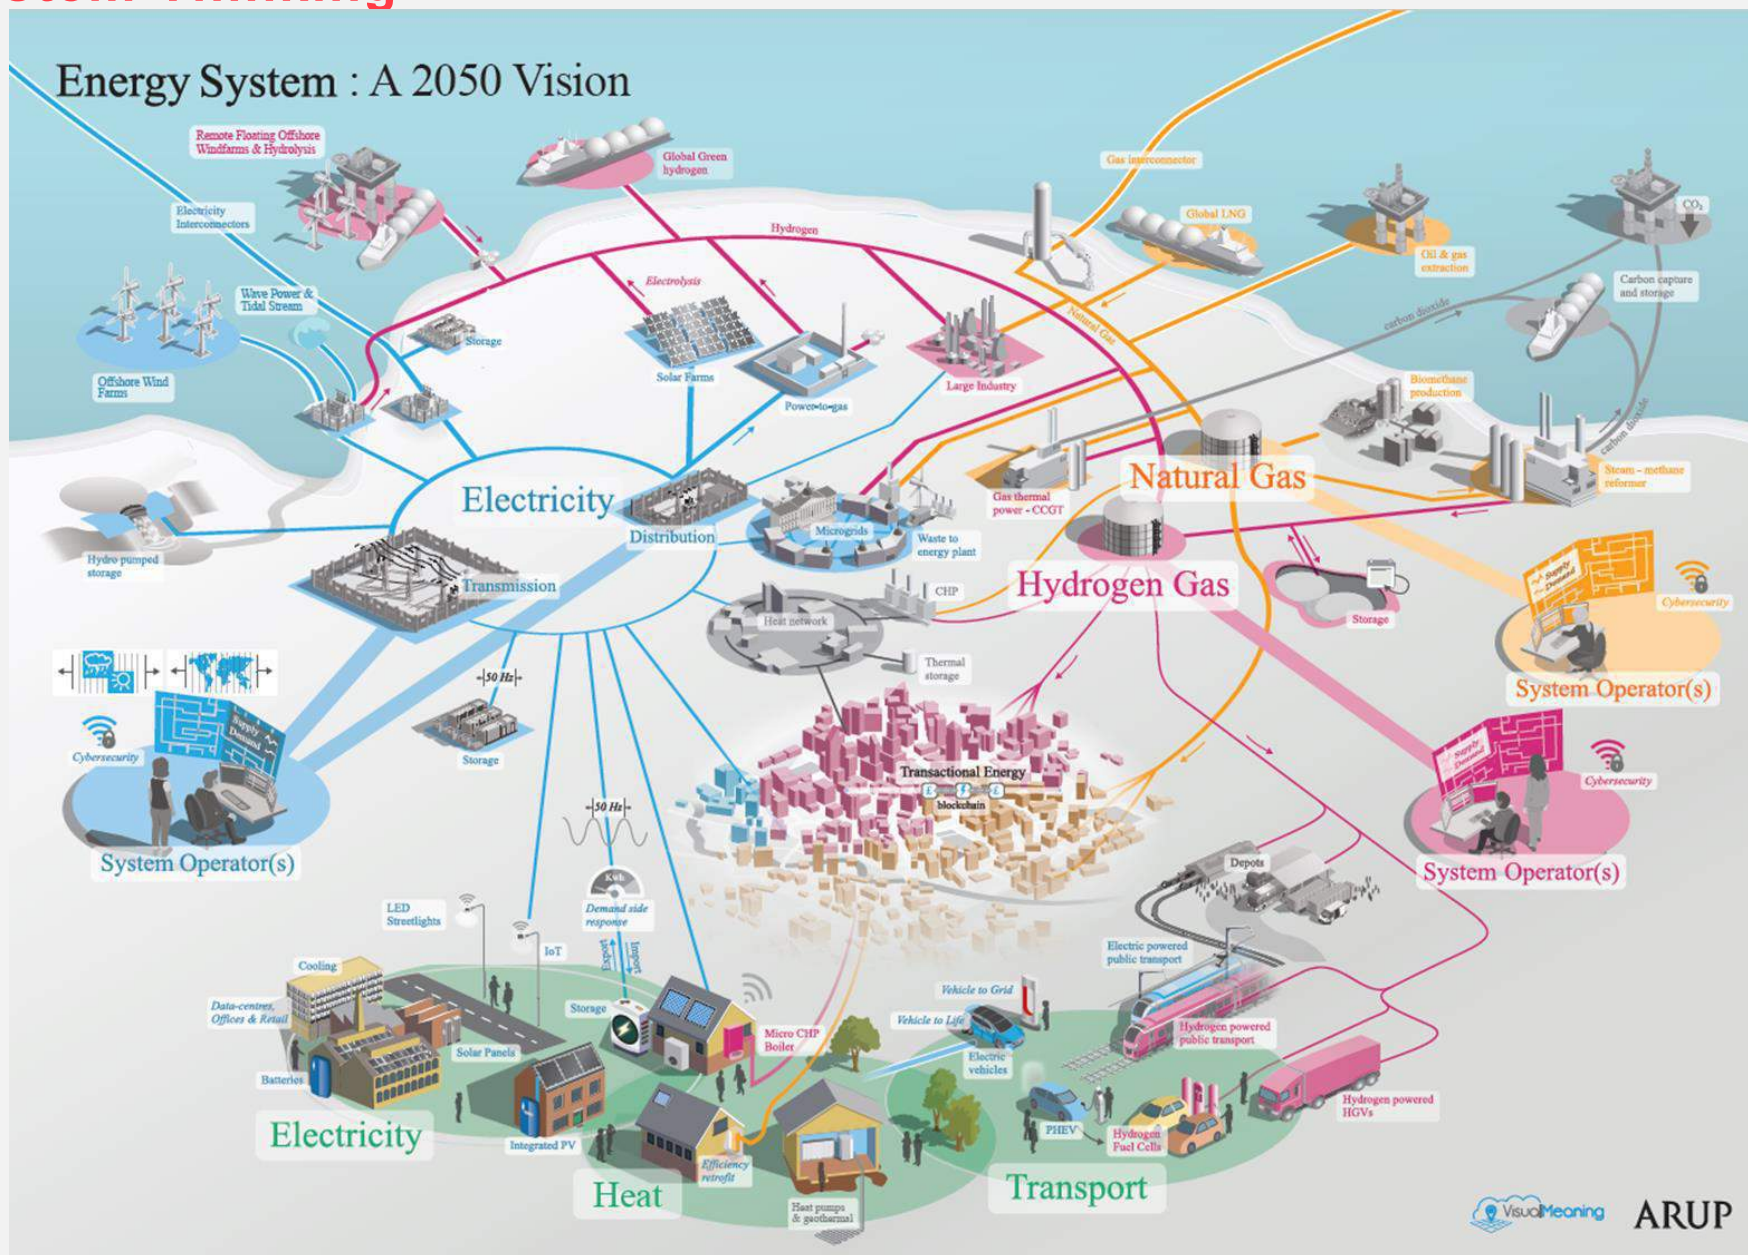 Energy System : A 2050 Vision
Remote Floating Offshore
Windfarms & Hydrolysis
Global Green
hydrogen
Gas interconnector
Global LNG
Oil & gas
extraction
CO₂
Carbon capture
and storage
Electricity
Interconnectors
Hydrogen
Electrolysis
Wave Power &
Tidal Stream
Storage
Offshore Wind
Farms
Solar Farms
Power-to-gas
Large Industry
Natural Gas
carbon dioxide
Biomethane
production
carbon dioxide
Steam - methane
reformer
Natural Gas
Gas thermal
power - CCGT
Electricity
Distribution
Microgrids
Waste to
energy plant
Hydro pumped
storage
Transmission
Hydrogen Gas
CHP
Heat network
Thermal
storage
Storage
Supply
Demand
Cybersecurity
System Operator(s)
50 Hz
Storage
Supply
Demand
Cybersecurity
System Operator(s)
Supply
Demand
Cybersecurity
System Operator(s)
Transactional Energy
£ £
blockchain
50 Hz
Kwh
Demand side
response
Export
Import
LED
Streetlights
IoT
Depots
Electric powered
public transport
Cooling
Data-centres,
Offices & Retail
Storage
Solar Panels
Micro CHP
Boiler
Vehicle to Grid
Vehicle to Life
Electric
vehicles
Hydrogen powered
public transport
Batteries
Integrated PV
Electricity
PHEV
Hydrogen
Fuel Cells
Hydrogen powered
HGVs
Efficiency
retrofit
Heat
Heat pumps
& geothermal
Transport
VisualMeaning
ARUP